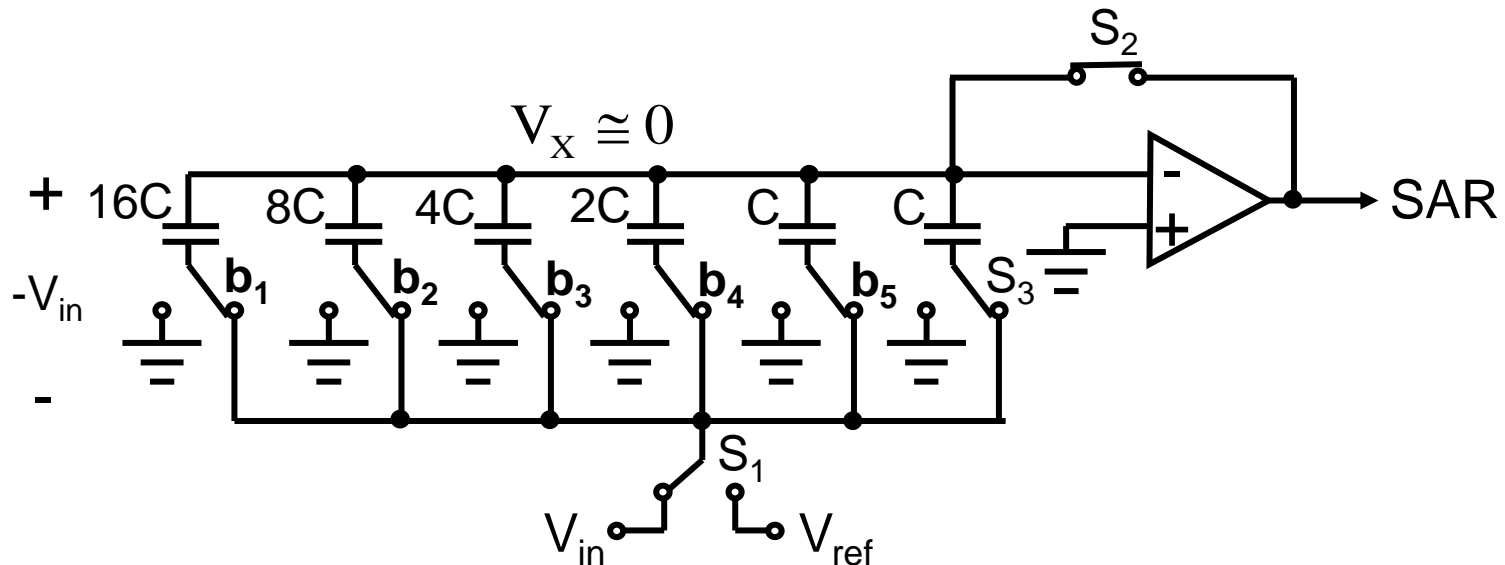 S₂
Vₓ ≅ 0
+ 16C 8C 4C 2C C C - SAR
+
b₁ b₂ b₃ b₄ b₅ S₃
-Vᵢₙ
-
S₁
Vᵢₙ Vᵣₑf